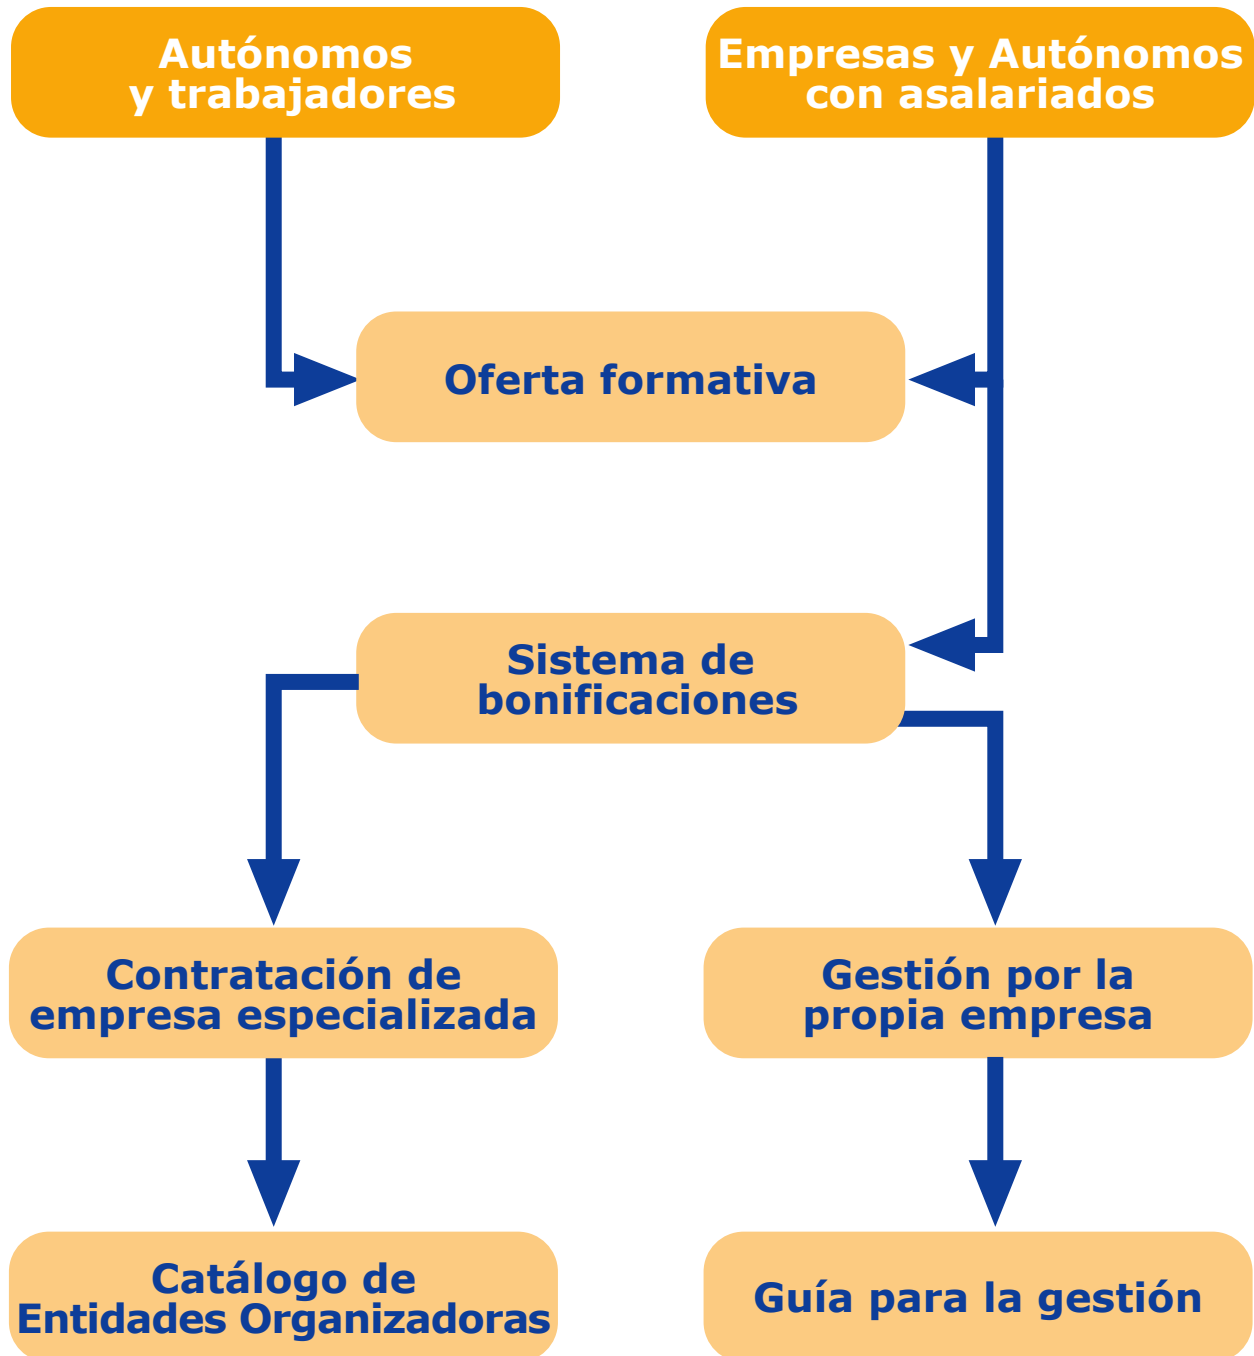 Autónomos
y trabajadores
Empresas y Autónomos
con asalariados
Oferta formativa
Sistema de
bonificaciones
Contratación de
empresa especializada
Gestión por la
propia empresa
Catálogo de
Entidades Organizadoras
Guía para la gestión